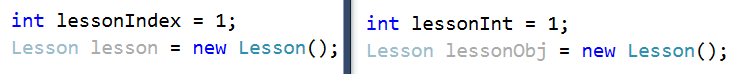 int lessonIndex = 1;
Lesson lesson = new Lesson();
int lessonInt = 1;
Lesson lessonObj = new Lesson();